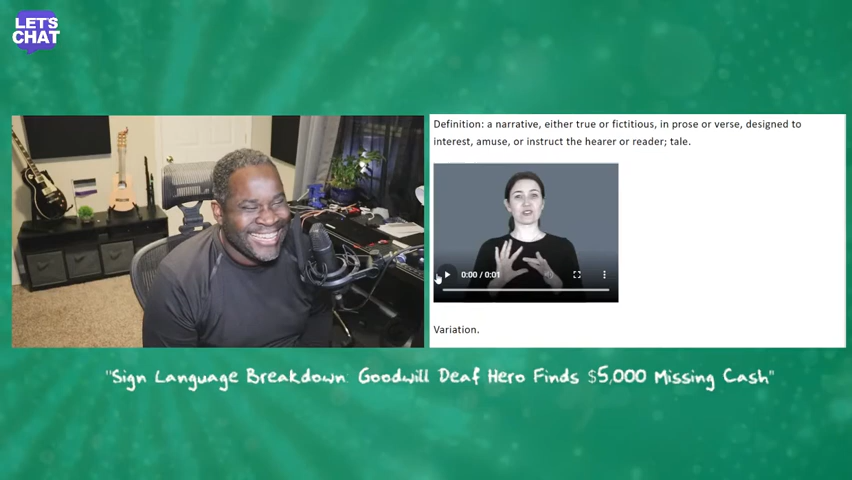 LET'S
CHAT
Definition: a narrative, either true or fictitious, in prose or verse, designed to
interest, amuse, or instruct the hearer or reader; tale.
0:00 / 0:01
Variation.
"Sign Language Breakdown: Goodwill Deaf Hero Finds $5,000 Missing Cash"